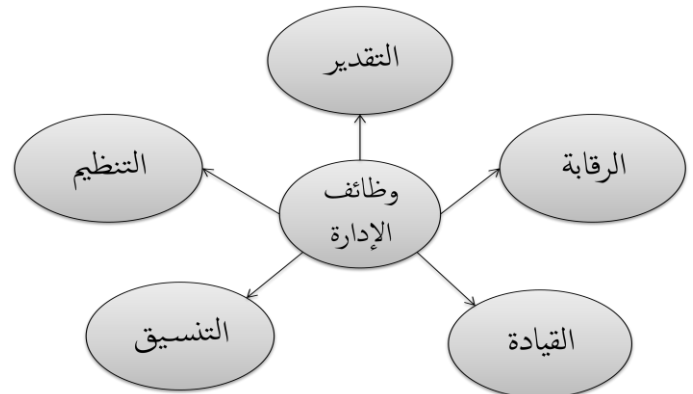 التقدير
الرقابة
التنظيم
وظائف
الإدارة
التنسيق
القيادة